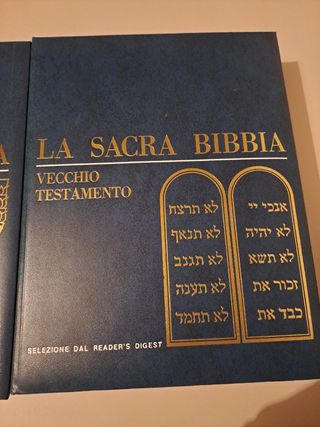 LA SACRA BIBBIA
VECCHIO
TESTAMENTO
אנכי יי
לא יהיה
לא תשא
זכור את
כבד את
לא תרצח
לא תנאף
לא תגנב
לא תענה
לא תחמד
SELEZIONE DAL READER'S DIGEST
A